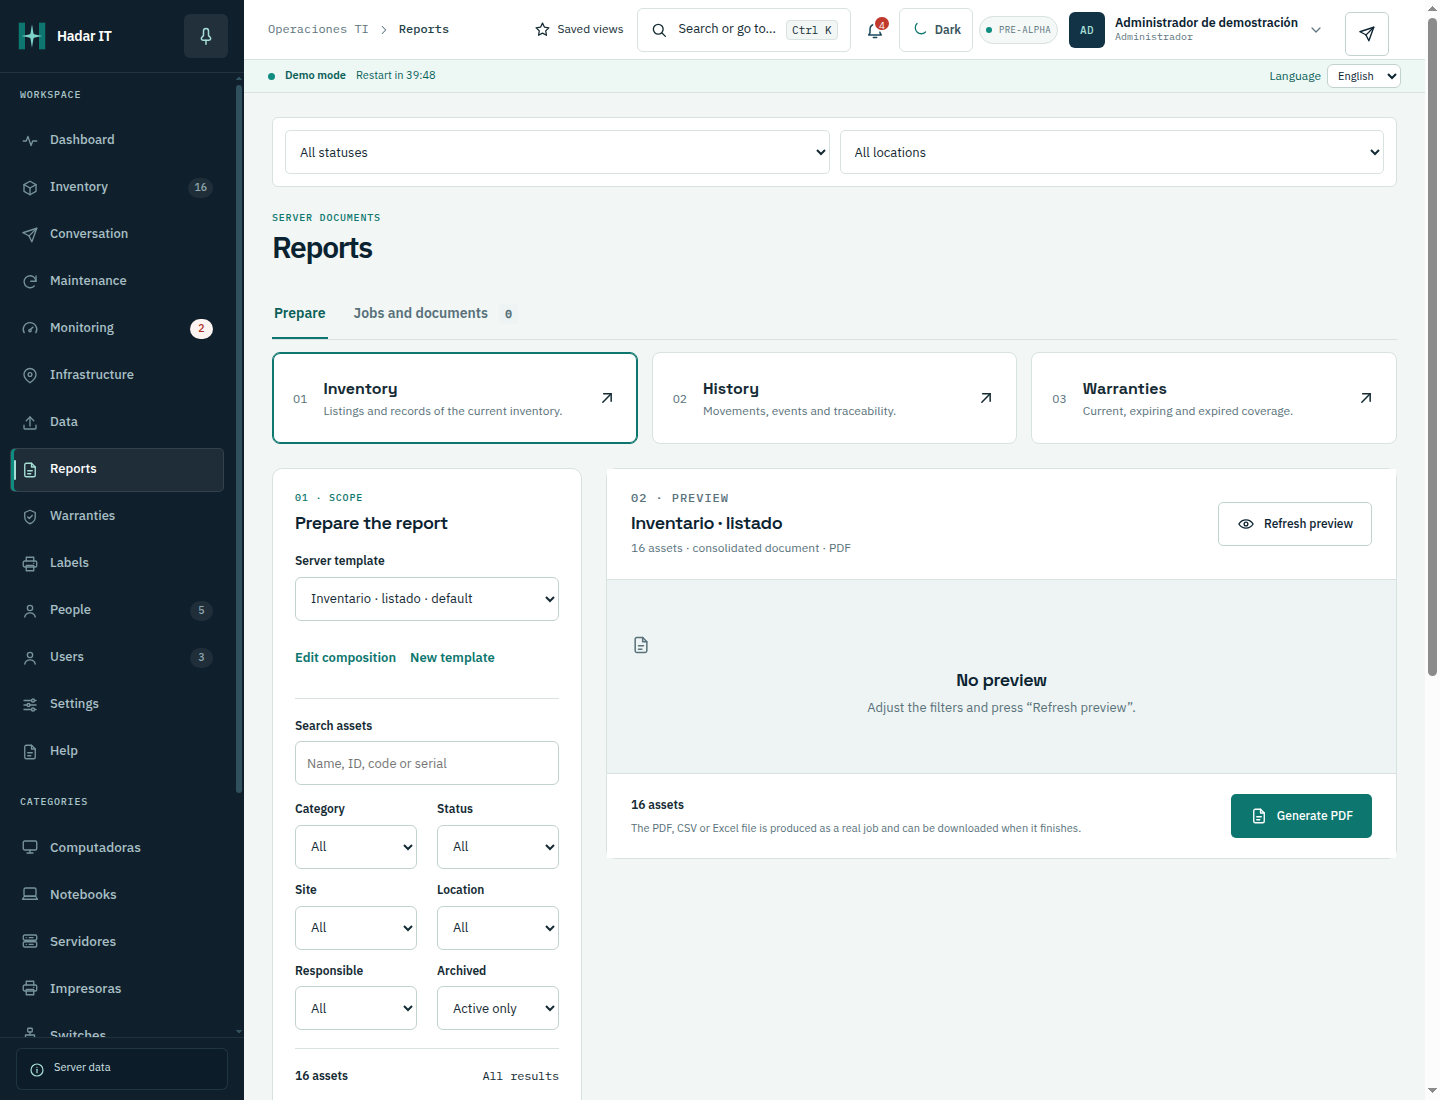 Hadar IT
WORKSPACE
Dashboard
Inventory 16
Conversation
Maintenance
Monitoring 2
Infrastructure
Data
Reports
Warranties
Labels
People 5
Users 3
Settings
Help
CATEGORIES
Computadoras
Notebooks
Servidores
Impresoras
Switches
Server data
Operaciones TI > Reports
Saved views
Search or go to... Ctrl K
4
Dark
PRE-ALPHA
AD
Administrador de demostración
Administrador
Demo mode Restart in 39:48
Language English
All statuses
All locations
SERVER DOCUMENTS
Reports
Prepare
Jobs and documents 0
01
Inventory
Listings and records of the current inventory.
02
History
Movements, events and traceability.
03
Warranties
Current, expiring and expired coverage.
01 · SCOPE
Prepare the report
Server template
Inventario · listado · default
Edit composition New template
Search assets
Name, ID, code or serial
Category Status
All All
Site Location
All All
Responsible Archived
All Active only
16 assets All results
02 · PREVIEW
Inventario · listado
16 assets · consolidated document · PDF
Refresh preview
No preview
Adjust the filters and press “Refresh preview”.
16 assets
The PDF, CSV or Excel file is produced as a real job and can be downloaded when it finishes.
Generate PDF